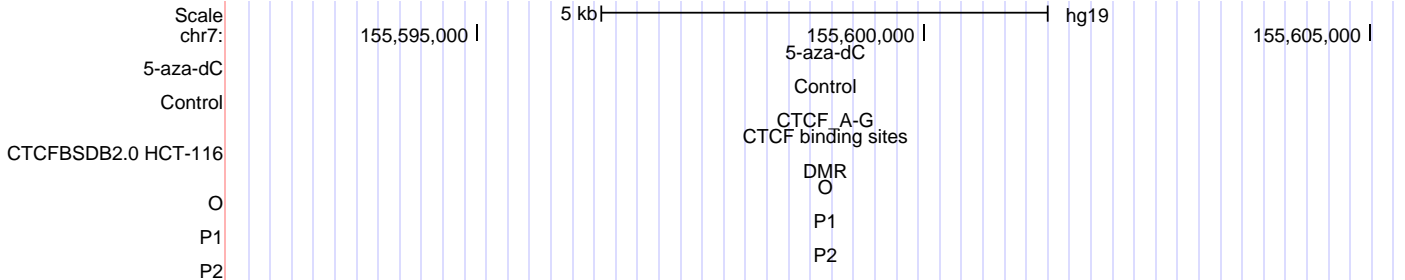 Scale 5 kb hg19
chr7: 155,595,000 155,600,000 155,605,000
5-aza-dC
5-aza-dC
Control
Control
CTCF_A-G
CTCF binding sites
CTCFBSDB2.0 HCT-116
DMR
O
O
P1
P1
P2
P2